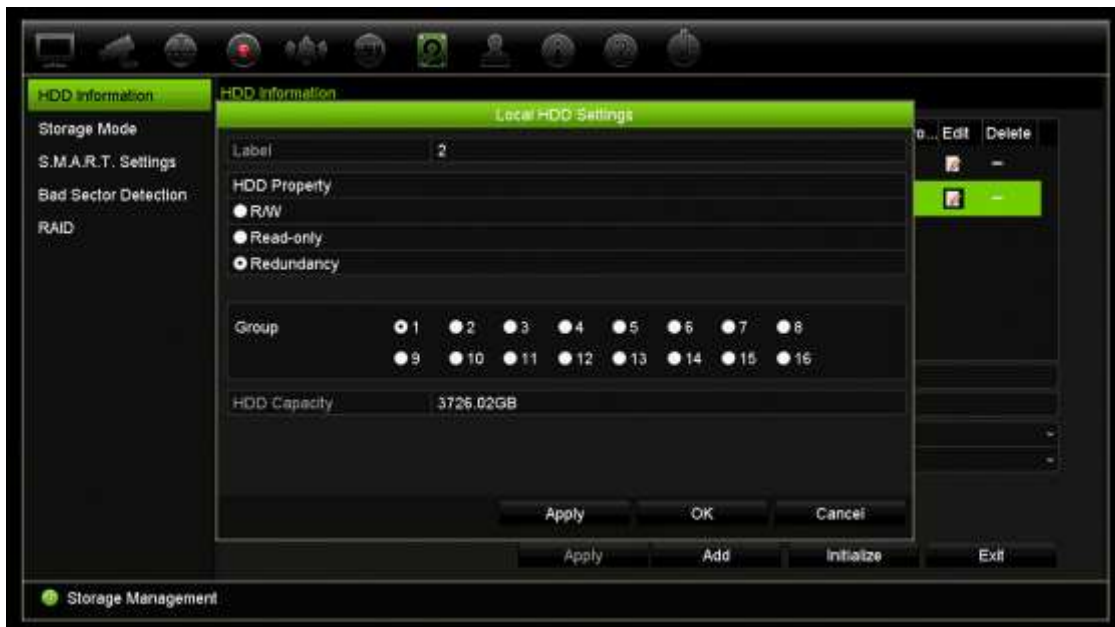 HDD Information
HDD Information
Local HDD Settings
Storage Mode
Edit Delete
Label 2
S.M.A.R.T. Settings
HDD Property
Bad Sector Detection
R/W
RAID
Read-only
Redundancy
Group 1 2 3 4 5 6 7 8
9 10 11 12 13 14 15 16
HDD Capacity 3726.02GB
Apply OK Cancel
Apply Add Initialize Exit
Storage Management